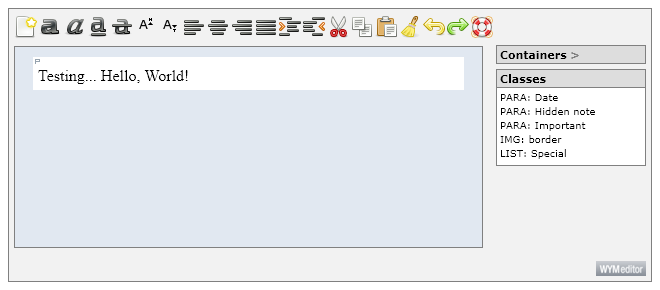 a a a a A A
P
Testing... Hello, World!
Containers >
Classes
PARA: Date
PARA: Hidden note
PARA: Important
IMG: border
LIST: Special
WYMeditor